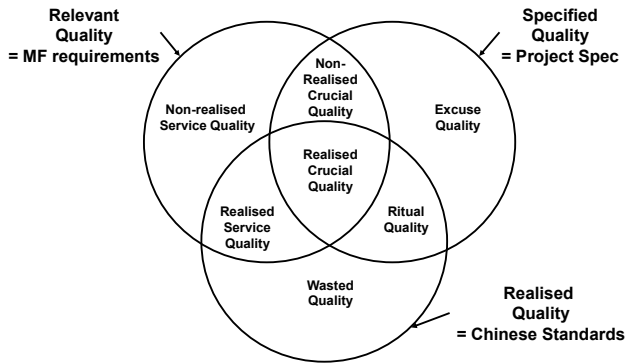 Relevant
Quality
= MF requirements
Specified
Quality
= Project Spec
Non-
Realised
Crucial
Quality
Non-realised
Service Quality
Excuse
Quality
Realised
Crucial
Quality
Realised
Service
Quality
Ritual
Quality
Wasted
Quality
Realised
Quality
= Chinese Standards